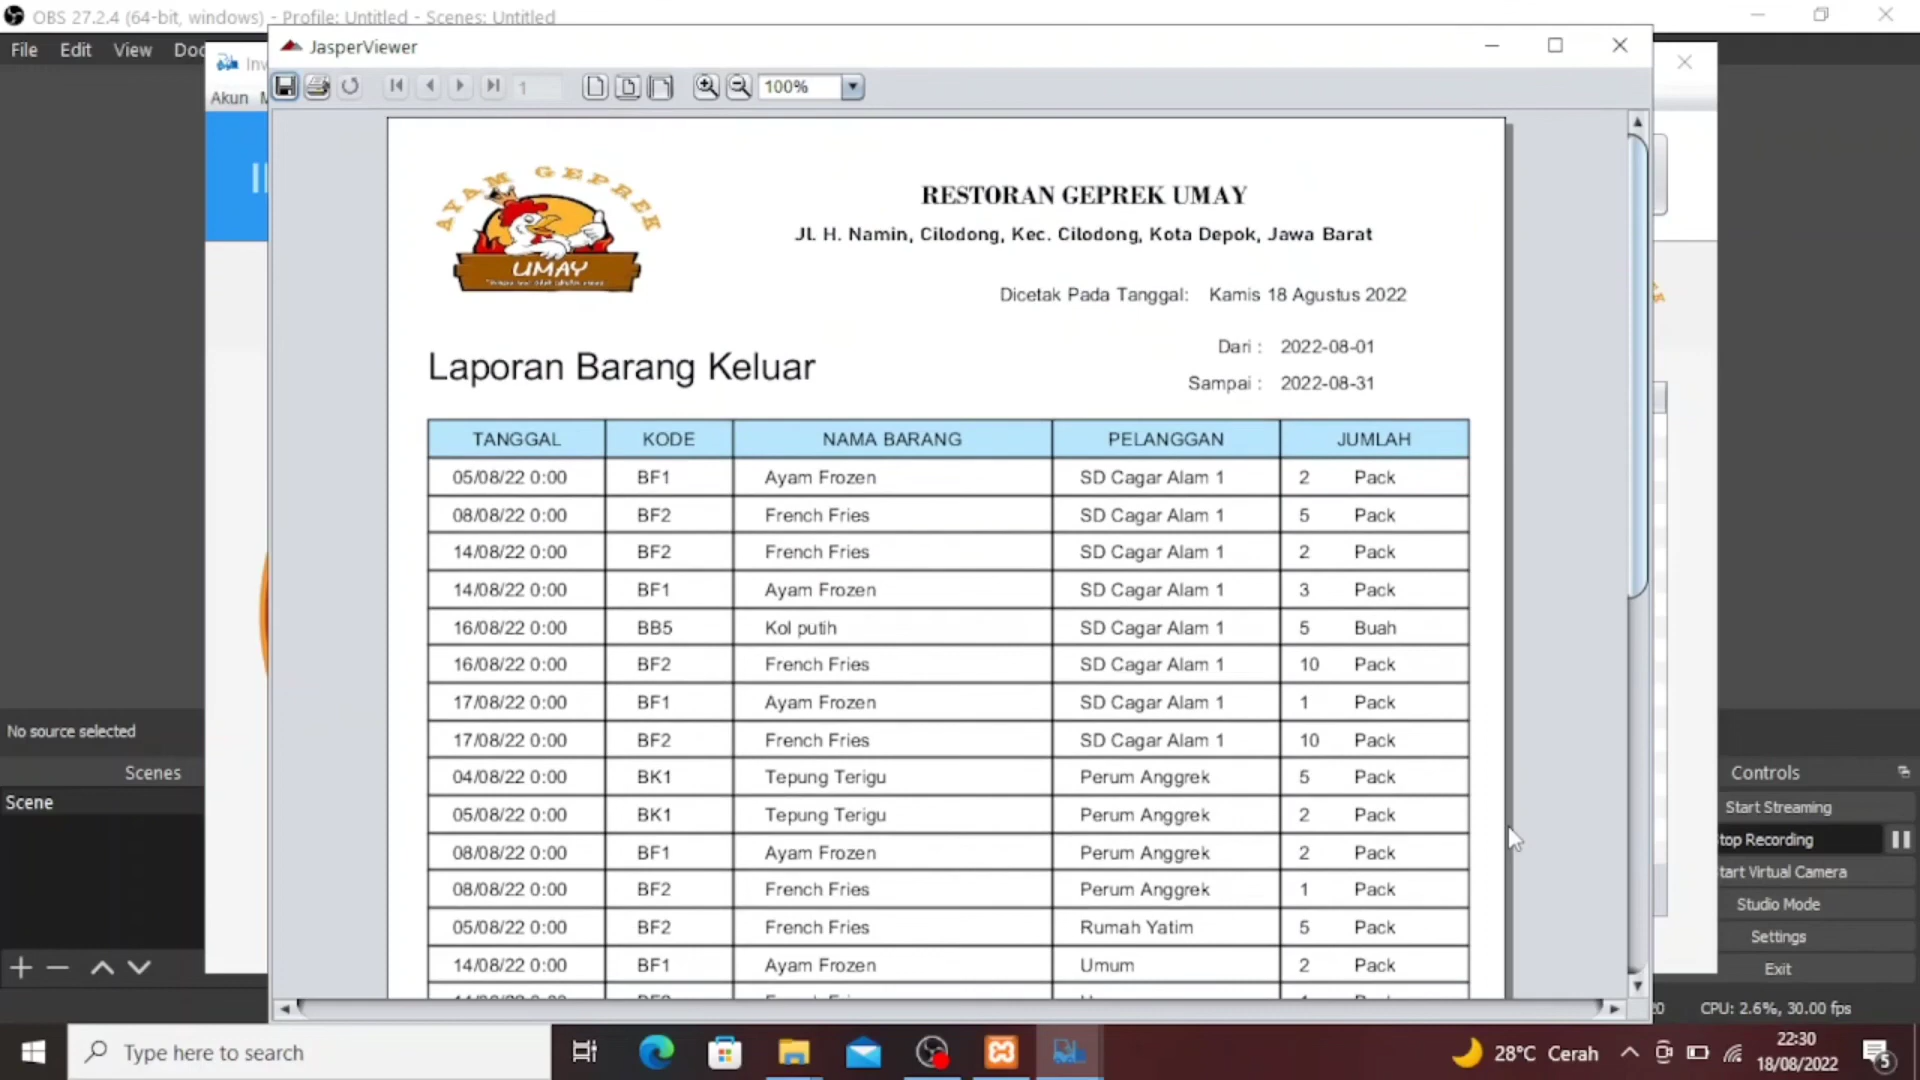 OBS 27.2.4 (64-bit, windows) - Profile: Untitled - Scenes: Untitled
File Edit View
JasperViewer
Akun
1
100%
AYAM GEPREK
UMAY
RESTORAN GEPREK UMAY
Jl. H. Namin, Cilodong, Kec. Cilodong, Kota Depok, Jawa Barat
Dicetak Pada Tanggal: Kamis 18 Agustus 2022
Dari : 2022-08-01
Laporan Barang Keluar
Sampai : 2022-08-31
TANGGAL KODE NAMA BARANG PELANGGAN JUMLAH
05/08/22 0:00 BF1 Ayam Frozen SD Cagar Alam 1 2 Pack
08/08/22 0:00 BF2 French Fries SD Cagar Alam 1 5 Pack
14/08/22 0:00 BF2 French Fries SD Cagar Alam 1 2 Pack
14/08/22 0:00 BF1 Ayam Frozen SD Cagar Alam 1 3 Pack
16/08/22 0:00 BB5 Kol putih SD Cagar Alam 1 5 Buah
16/08/22 0:00 BF2 French Fries SD Cagar Alam 1 10 Pack
17/08/22 0:00 BF1 Ayam Frozen SD Cagar Alam 1 1 Pack
17/08/22 0:00 BF2 French Fries SD Cagar Alam 1 10 Pack
04/08/22 0:00 BK1 Tepung Terigu Perum Anggrek 5 Pack
05/08/22 0:00 BK1 Tepung Terigu Perum Anggrek 2 Pack
08/08/22 0:00 BF1 Ayam Frozen Perum Anggrek 2 Pack
08/08/22 0:00 BF2 French Fries Perum Anggrek 1 Pack
05/08/22 0:00 BF2 French Fries Rumah Yatim 5 Pack
14/08/22 0:00 BF1 Ayam Frozen Umum 2 Pack
No source selected
Scenes
Scene
Controls
Start Streaming
top Recording
tart Virtual Camera
Studio Mode
Settings
Exit
CPU: 2.6%, 30.00 fps
Type here to search
28°C Cerah
22:30
18/08/2022
5